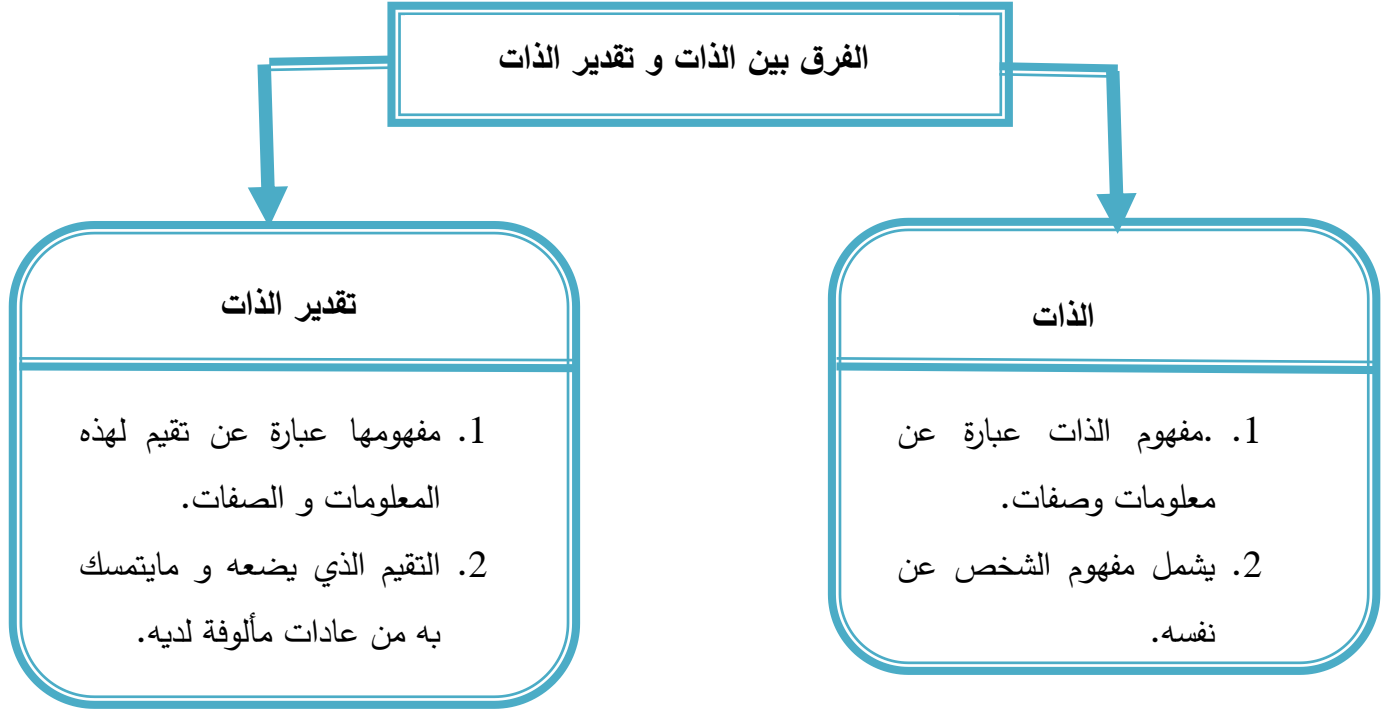 الفرق بين الذات و تقدير الذات
الذات
1. .مفهوم الذات عبارة عن
معلومات وصفات.
2. يشمل مفهوم الشخص عن
نفسه.
تقدير الذات
1. مفهومها عبارة عن تقيم لهذه
المعلومات و الصفات.
2. التقيم الذي يضعه و مايتمسك
به من عادات مألوفة لديه.